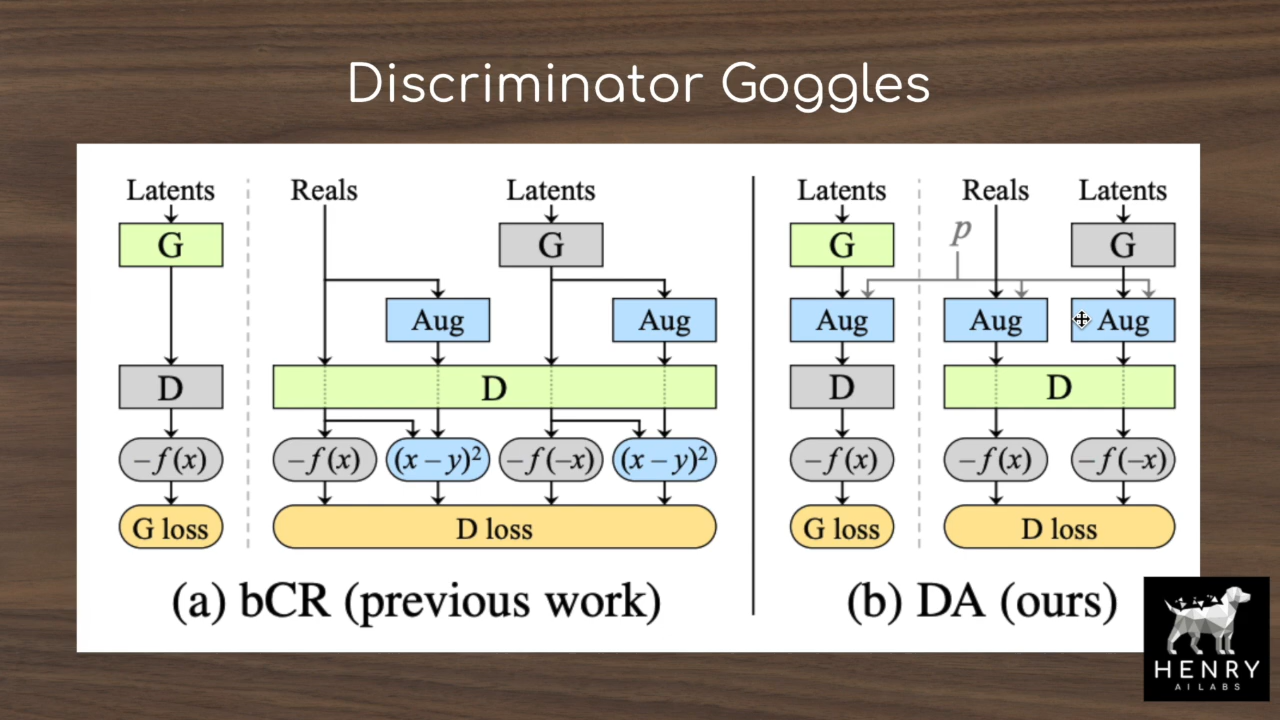 Discriminator Goggles
Latents Reals Latents Latents Reals Latents
p
G G G G
Aug Aug Aug Aug Aug
D D D D
−f(x) −f(x) (x − y)² −f(−x) (x − y)² −f(x) −f(x) −f(−x)
G loss D loss G loss D loss
(a) bCR (previous work) (b) DA (ours)
HENRY
AI LABS